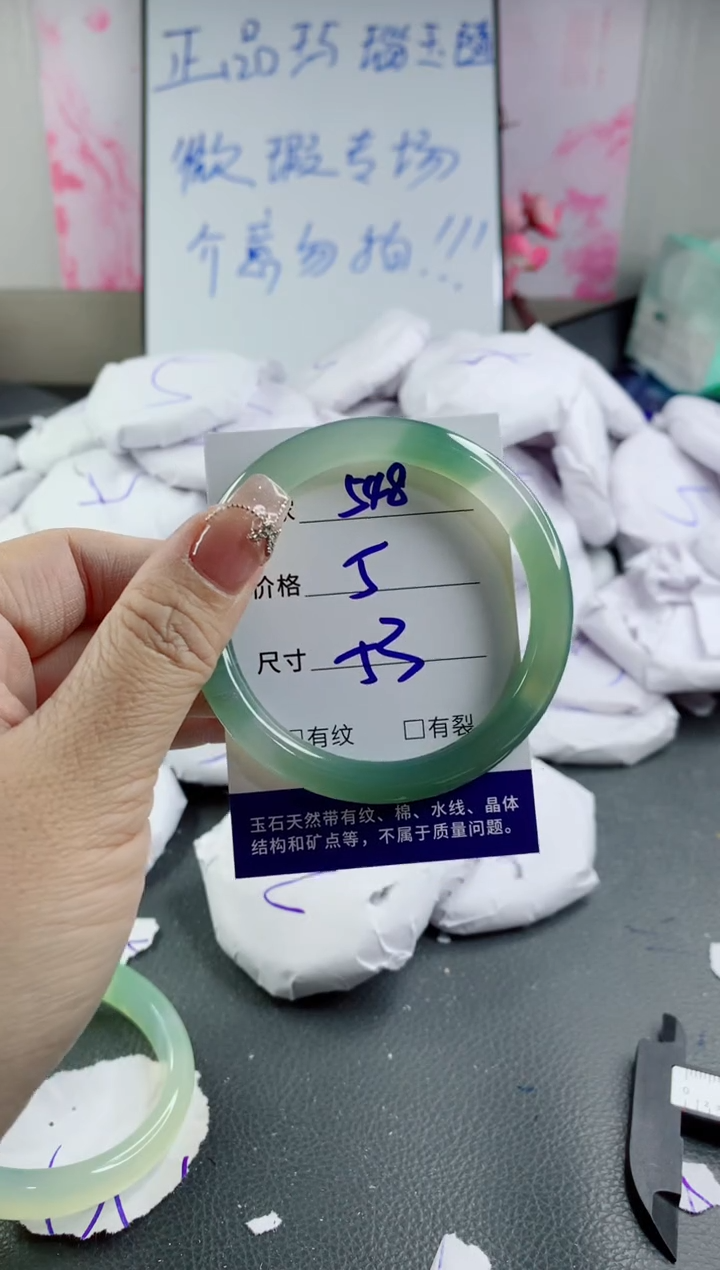 正品玛瑙玉髓
微瑕专场
介意勿拍!!!
548
价格 5
尺寸 53
□有纹 □有裂
玉石天然带有纹、棉、水线、晶体
结构和矿点等，不属于质量问题。